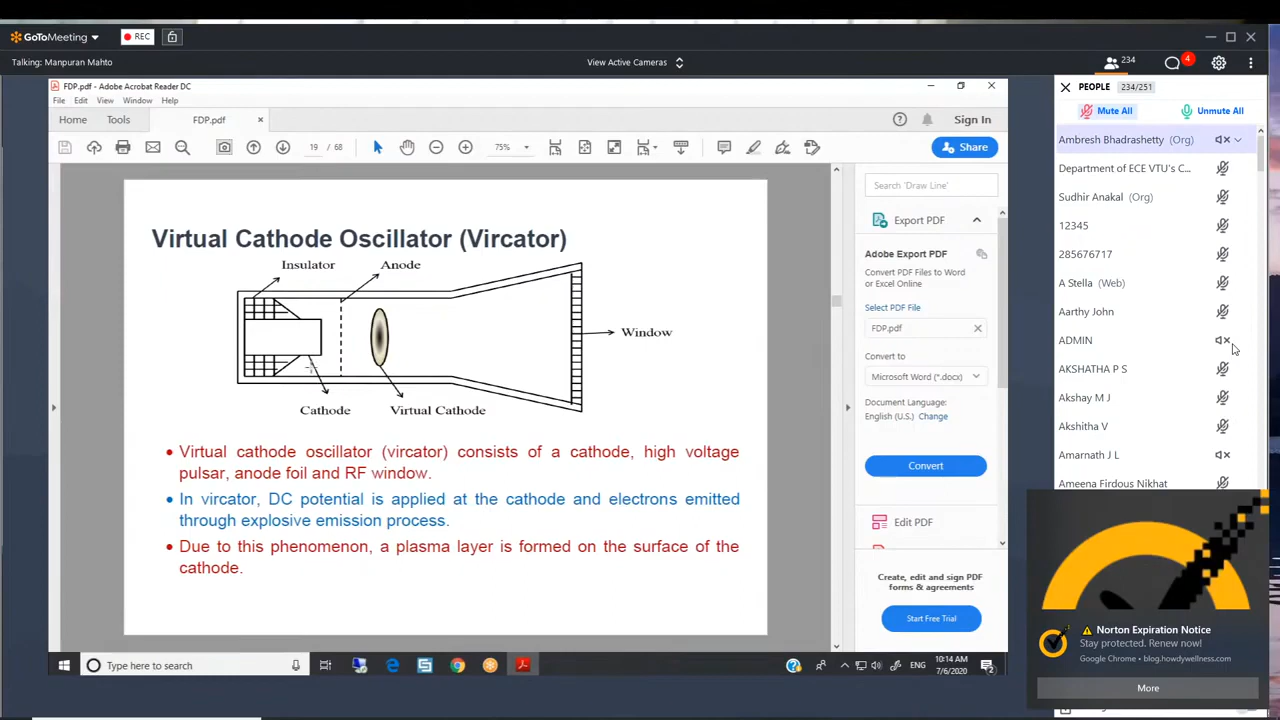 GoToMeeting
REC
Talking: Manpuran Mahto
View Active Cameras
234
4
FDP.pdf - Adobe Acrobat Reader DC
File Edit View Window Help
Home Tools FDP.pdf Sign In
19 / 68
75%
Share
Virtual Cathode Oscillator (Vircator)
Insulator
Anode
Window
Cathode
Virtual Cathode
• Virtual cathode oscillator (vircator) consists of a cathode, high voltage
pulsar, anode foil and RF window.
• In vircator, DC potential is applied at the cathode and electrons emitted
through explosive emission process.
• Due to this phenomenon, a plasma layer is formed on the surface of the
cathode.
Search 'Draw Line'
Export PDF
Adobe Export PDF
Convert PDF Files to Word
or Excel Online
Select PDF File
FDP.pdf
Convert to
Microsoft Word (*.docx)
Document Language:
English (U.S.) Change
Convert
Edit PDF
Create, edit and sign PDF
forms & agreements
Start Free Trial
Type here to search
ENG
10:14 AM
7/6/2020
2
PEOPLE 234/251
Mute All Unmute All
Ambresh Bhadrashetty (Org)
Department of ECE VTU's C...
Sudhir Anakal (Org)
12345
285676717
A Stella (Web)
Aarthy John
ADMIN
AKSHATHA P S
Akshay M J
Akshitha V
Amarnath J L
Ameena Firdous Nikhat
Norton Expiration Notice
Stay protected. Renew now!
Google Chrome • blog.howdywellness.com
More